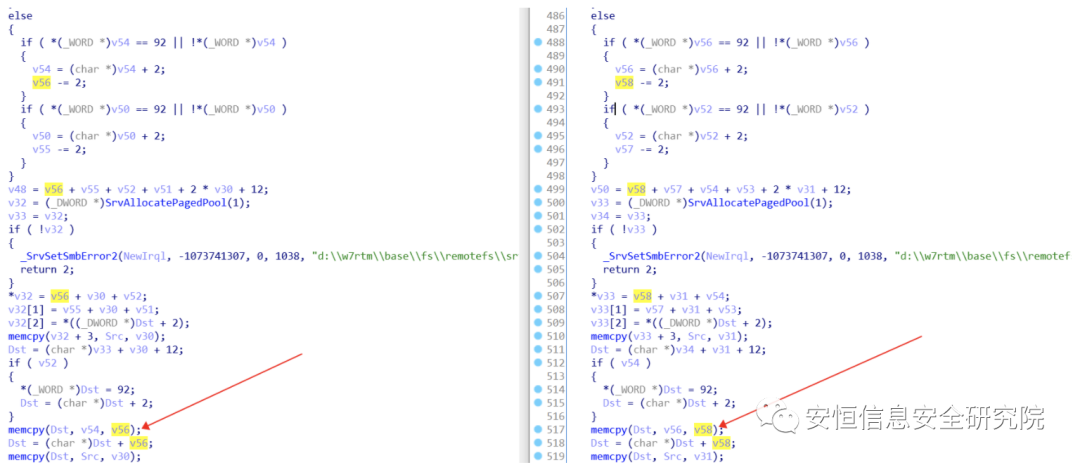 else
{
if ( *(_WORD *)v54 == 92 || !*(_WORD *)v54 )
{
v54 = (char *)v54 + 2;
v56 -= 2;
}
if ( *(_WORD *)v50 == 92 || !*(_WORD *)v50 )
{
v50 = (char *)v50 + 2;
v55 -= 2;
}
}
v48 = v56 + v55 + v52 + v51 + 2 * v30 + 12;
v32 = (_DWORD *)SrvAllocatePagedPool(1);
v33 = v32;
if ( !v32 )
{
_SrvSetSmbError2(NewIrql, -1073741307, 0, 1038, "d:\\w7rtm\\base\\fs\\remotefs\\sr
return 2;
}
*v32 = v56 + v30 + v52;
v32[1] = v55 + v30 + v51;
v32[2] = *((_DWORD *)Dst + 2);
memcpy(v32 + 3, Src, v30);
Dst = (char *)v33 + v30 + 12;
if ( v52 )
{
*(_WORD *)Dst = 92;
Dst = (char *)Dst + 2;
}
memcpy(Dst, v54, v56);
Dst = (char *)Dst + v56;
memcpy(Dst, Src, v30);
486 else
487 {
488 if ( *(_WORD *)v56 == 92 || !*(_WORD *)v56 )
489 {
490 v56 = (char *)v56 + 2;
491 v58 -= 2;
492 }
493 if ( *(_WORD *)v52 == 92 || !*(_WORD *)v52 )
494 {
495 v52 = (char *)v52 + 2;
496 v57 -= 2;
497 }
498 }
499 v50 = v58 + v57 + v54 + v53 + 2 * v31 + 12;
500 v33 = (_DWORD *)SrvAllocatePagedPool(1);
501 v34 = v33;
502 if ( !v33 )
503 {
504 _SrvSetSmbError2(NewIrql, -1073741307, 0, 1038, "d:\\w7rtm\\base\\fs\\remotef
505 return 2;
506 }
507 *v33 = v58 + v31 + v54;
508 v33[1] = v57 + v31 + v53;
509 v33[2] = *((_DWORD *)Dst + 2);
510 memcpy(v33 + 3, Src, v31);
511 Dst = (char *)v34 + v31 + 12;
512 if ( v54 )
513 {
514 *(_WORD *)Dst = 92;
515 Dst = (char *)Dst + 2;
516 }
517 memcpy(Dst, v56, v58);
518 Dst = (char *)Dst + v58;
519 memcpy(Dst, Src, v31);
安恒信息安全研究院